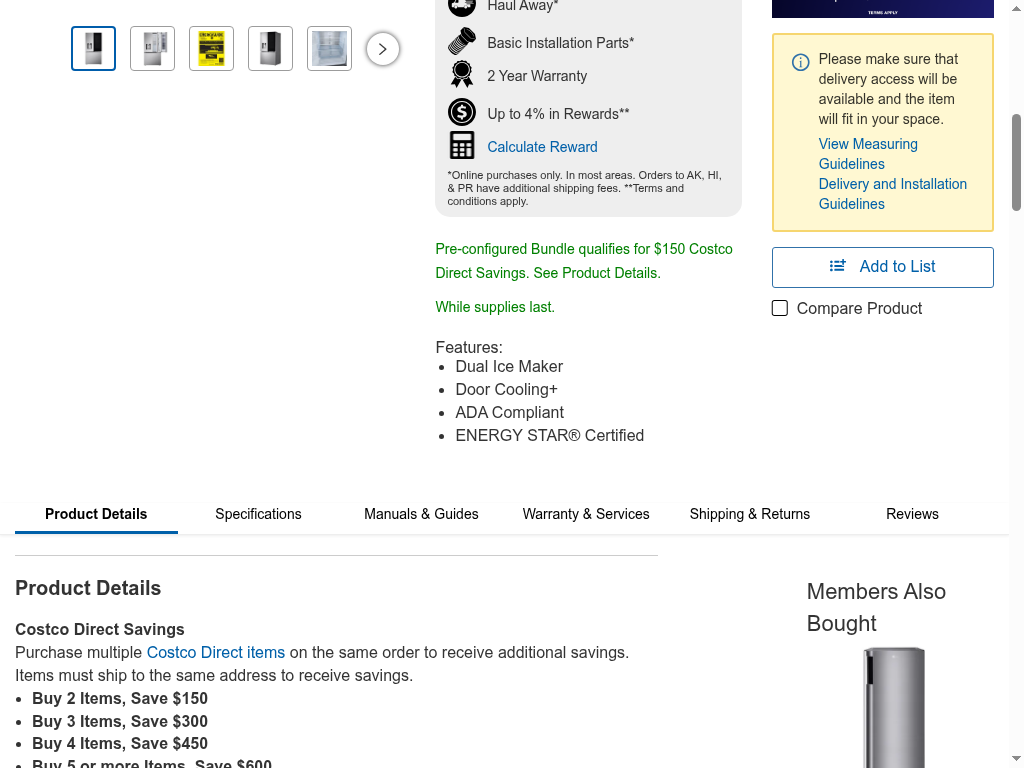 Haul Away*
Basic Installation Parts*
2 Year Warranty
Up to 4% in Rewards**
Calculate Reward
*Online purchases only. In most areas. Orders to AK, HI,
& PR have additional shipping fees. **Terms and
conditions apply.
TERMS APPLY
Please make sure that
delivery access will be
available and the item
will fit in your space.
View Measuring
Guidelines
Delivery and Installation
Guidelines
Add to List
Compare Product
Pre-configured Bundle qualifies for $150 Costco
Direct Savings. See Product Details.
While supplies last.
Features:
• Dual Ice Maker
• Door Cooling+
• ADA Compliant
• ENERGY STAR® Certified
Product Details
Specifications
Manuals & Guides
Warranty & Services
Shipping & Returns
Reviews
Product Details
Costco Direct Savings
Purchase multiple Costco Direct items on the same order to receive additional savings.
Items must ship to the same address to receive savings.
• Buy 2 Items, Save $150
• Buy 3 Items, Save $300
• Buy 4 Items, Save $450
• Buy 5 or more Items, Save $600
Members Also
Bought